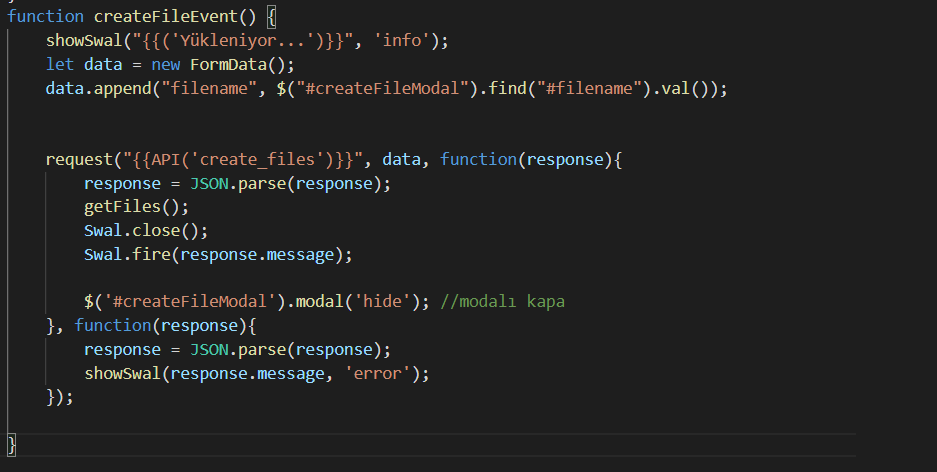 function createFileEvent() {
    showSwal("{{('Yükleniyor...')}}", 'info');
    let data = new FormData();
    data.append("filename", $("#createFileModal").find("#filename").val());
    request("{{API('create_files')}}", data, function(response){
        response = JSON.parse(response);
        getFiles();
        Swal.close();
        Swal.fire(response.message);
        $('#createFileModal').modal('hide'); //modalı kapa
    }, function(response){
        response = JSON.parse(response);
        showSwal(response.message, 'error');
    });
}